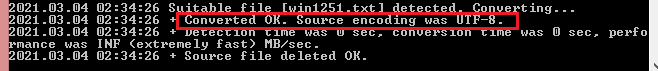 2021.03.04 02:34:26 Suitable file [win1251.txt] detected. Converting...
2021.03.04 02:34:26 + Converted OK. Source encoding was UTF-8.
2021.03.04 02:34:26 + Detection time was 0 sec, conversion time was 0 sec, perfo
rmance was INF (extremely fast) MB/sec.
2021.03.04 02:34:26 + Source file deleted OK.